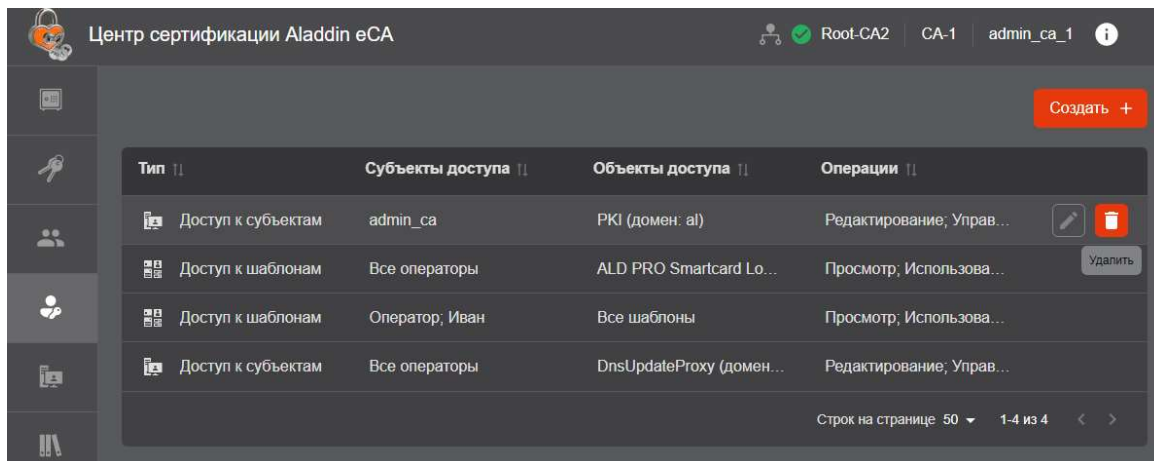 Центр сертификации Aladdin eCA Root-CA2 CA-1 admin_ca_1
Создать +
Тип Субъекты доступа Объекты доступа Операции
Доступ к субъектам admin_ca PKI (домен: al) Редактирование; Управ...
Удалить
Доступ к шаблонам Все операторы ALD PRO Smartcard Lo... Просмотр; Использова...
Доступ к шаблонам Оператор; Иван Все шаблоны Просмотр; Использова...
Доступ к субъектам Все операторы DnsUpdateProxy (домен... Редактирование; Управ...
Строк на странице 50 1-4 из 4